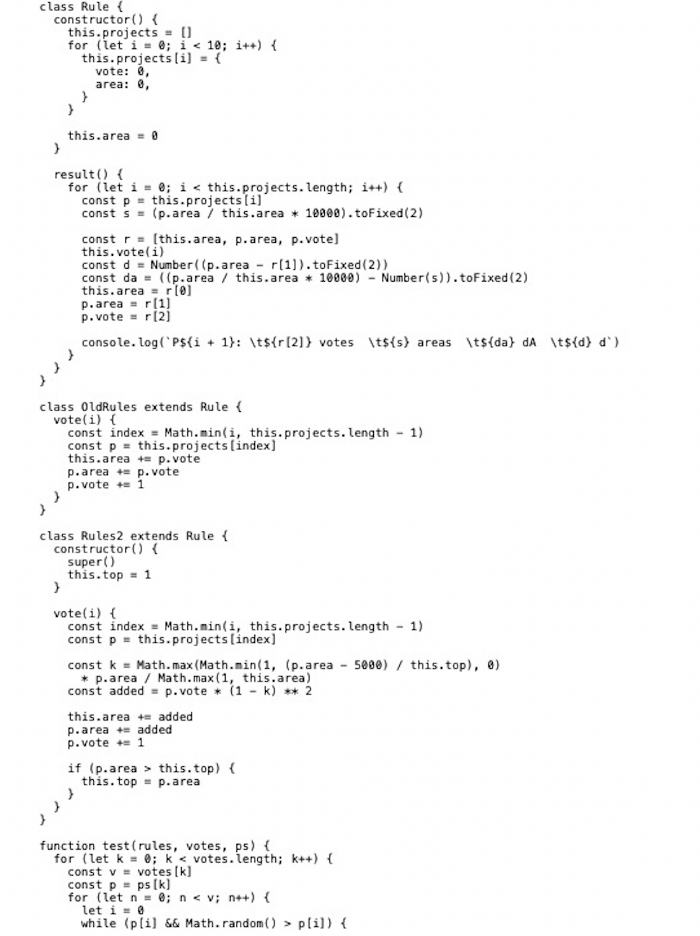 class Rule {
  constructor() {
    this.projects = []
    for (let i = 0; i < 10; i++) {
      this.projects[i] = {
        vote: 0,
        area: 0,
      }
    }

    this.area = 0
  }

  result() {
    for (let i = 0; i < this.projects.length; i++) {
      const p = this.projects[i]
      const s = (p.area / this.area * 10000).toFixed(2)

      const r = [this.area, p.area, p.vote]
      this.vote(i)
      const d = Number((p.area - r[1]).toFixed(2))
      const da = ((p.area / this.area * 10000) - Number(s)).toFixed(2)
      this.area = r[0]
      p.area = r[1]
      p.vote = r[2]

      console.log(`P${i + 1}: \t${r[2]} votes  \t${s} areas  \t${da} dA  \t${d} d`)
    }
  }
}

class OldRules extends Rule {
  vote(i) {
    const index = Math.min(i, this.projects.length - 1)
    const p = this.projects[index]
    this.area += p.vote
    p.area += p.vote
    p.vote += 1
  }
}

class Rules2 extends Rule {
  constructor() {
    super()
    this.top = 1
  }

  vote(i) {
    const index = Math.min(i, this.projects.length - 1)
    const p = this.projects[index]

    const k = Math.max(Math.min(1, (p.area - 5000) / this.top), 0)
      * p.area / Math.max(1, this.area)
    const added = p.vote * (1 - k) ** 2

    this.area += added
    p.area += added
    p.vote += 1

    if (p.area > this.top) {
      this.top = p.area
    }
  }
}

function test(rules, votes, ps) {
  for (let k = 0; k < votes.length; k++) {
    const v = votes[k]
    const p = ps[k]
    for (let n = 0; n < v; n++) {
      let i = 0
      while (p[i] && Math.random() > p[i]) {